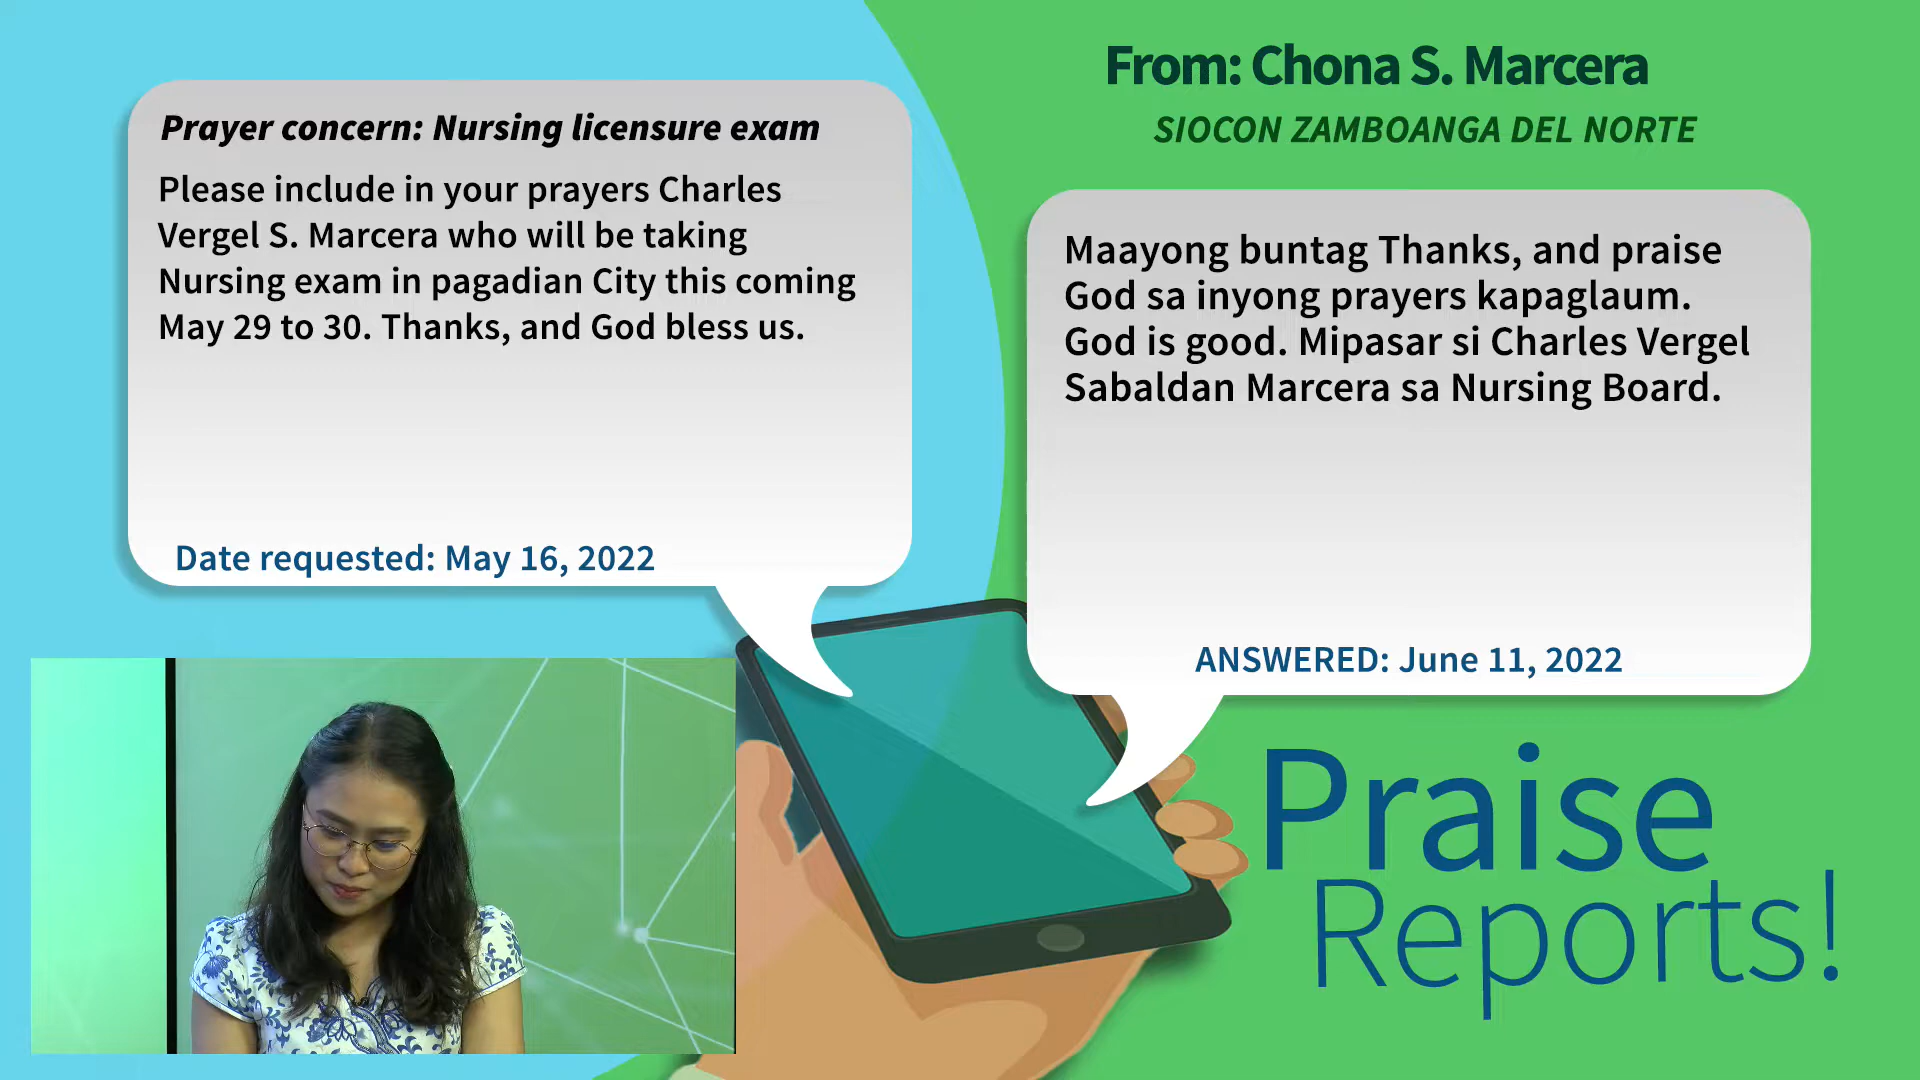 Prayer concern: Nursing licensure exam
Please include in your prayers Charles
Vergel S. Marcera who will be taking
Nursing exam in pagadian City this coming
May 29 to 30. Thanks, and God bless us.
Date requested: May 16, 2022
From: Chona S. Marcera
SIOCON ZAMBOANGA DEL NORTE
Maayong buntag Thanks, and praise
God sa inyong prayers kapaglaum.
God is good. Mipasar si Charles Vergel
Sabaldan Marcera sa Nursing Board.
ANSWERED: June 11, 2022
Praise
Reports!